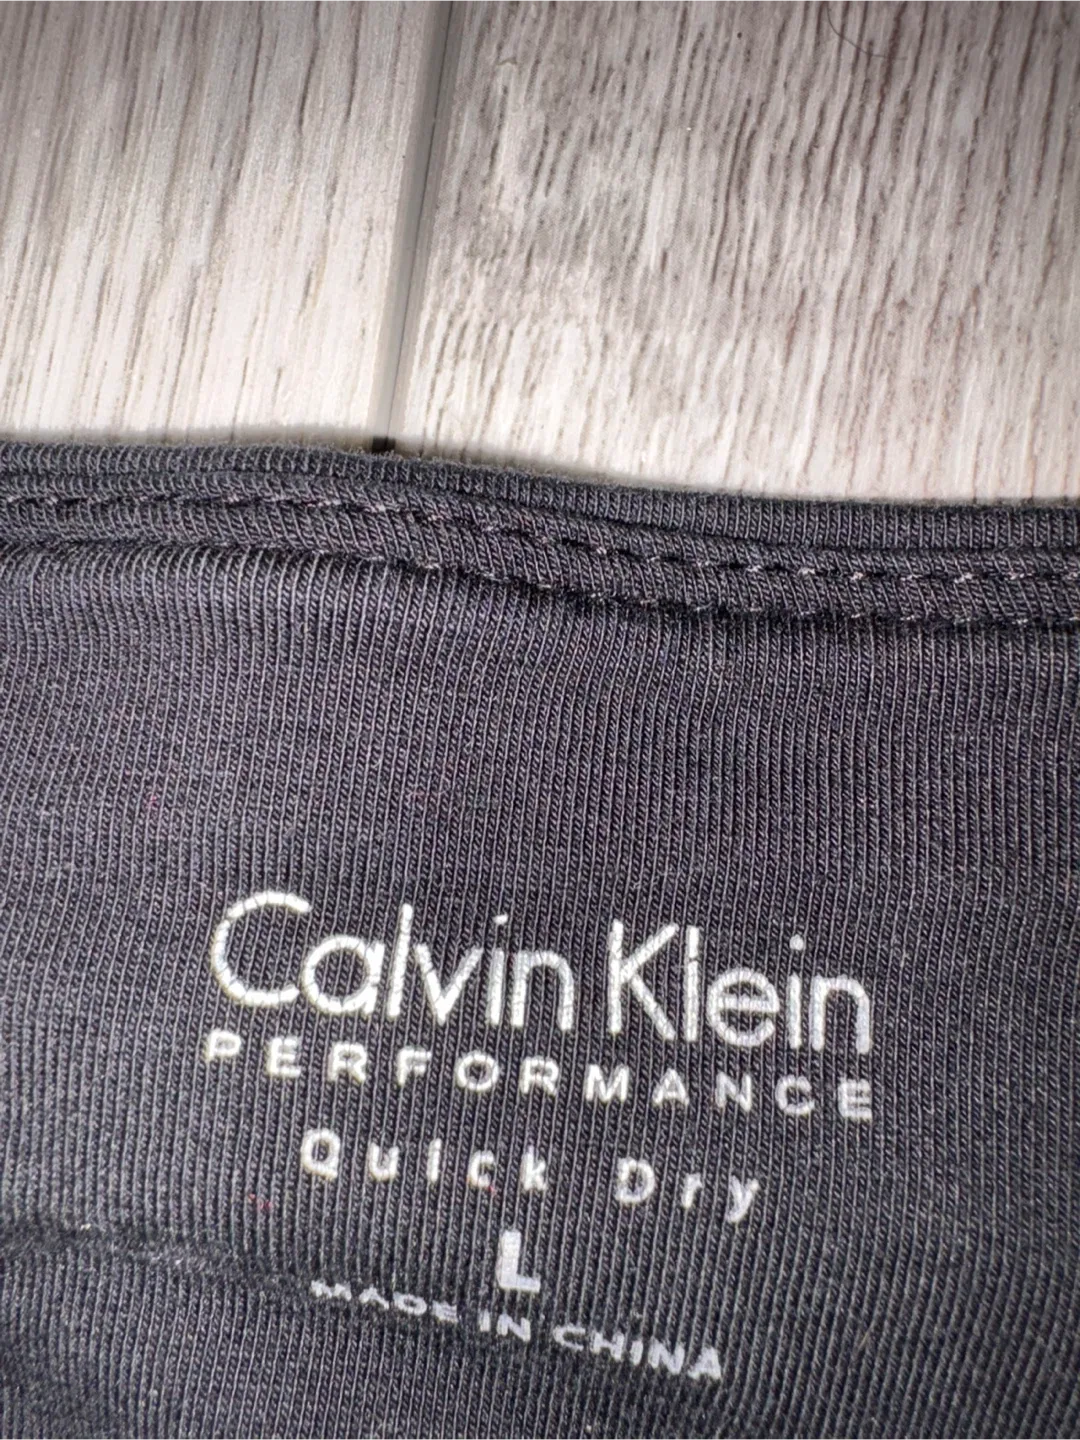 Calvin Klein
PERFORMANCE
Quick Dry
L
MADE IN CHINA